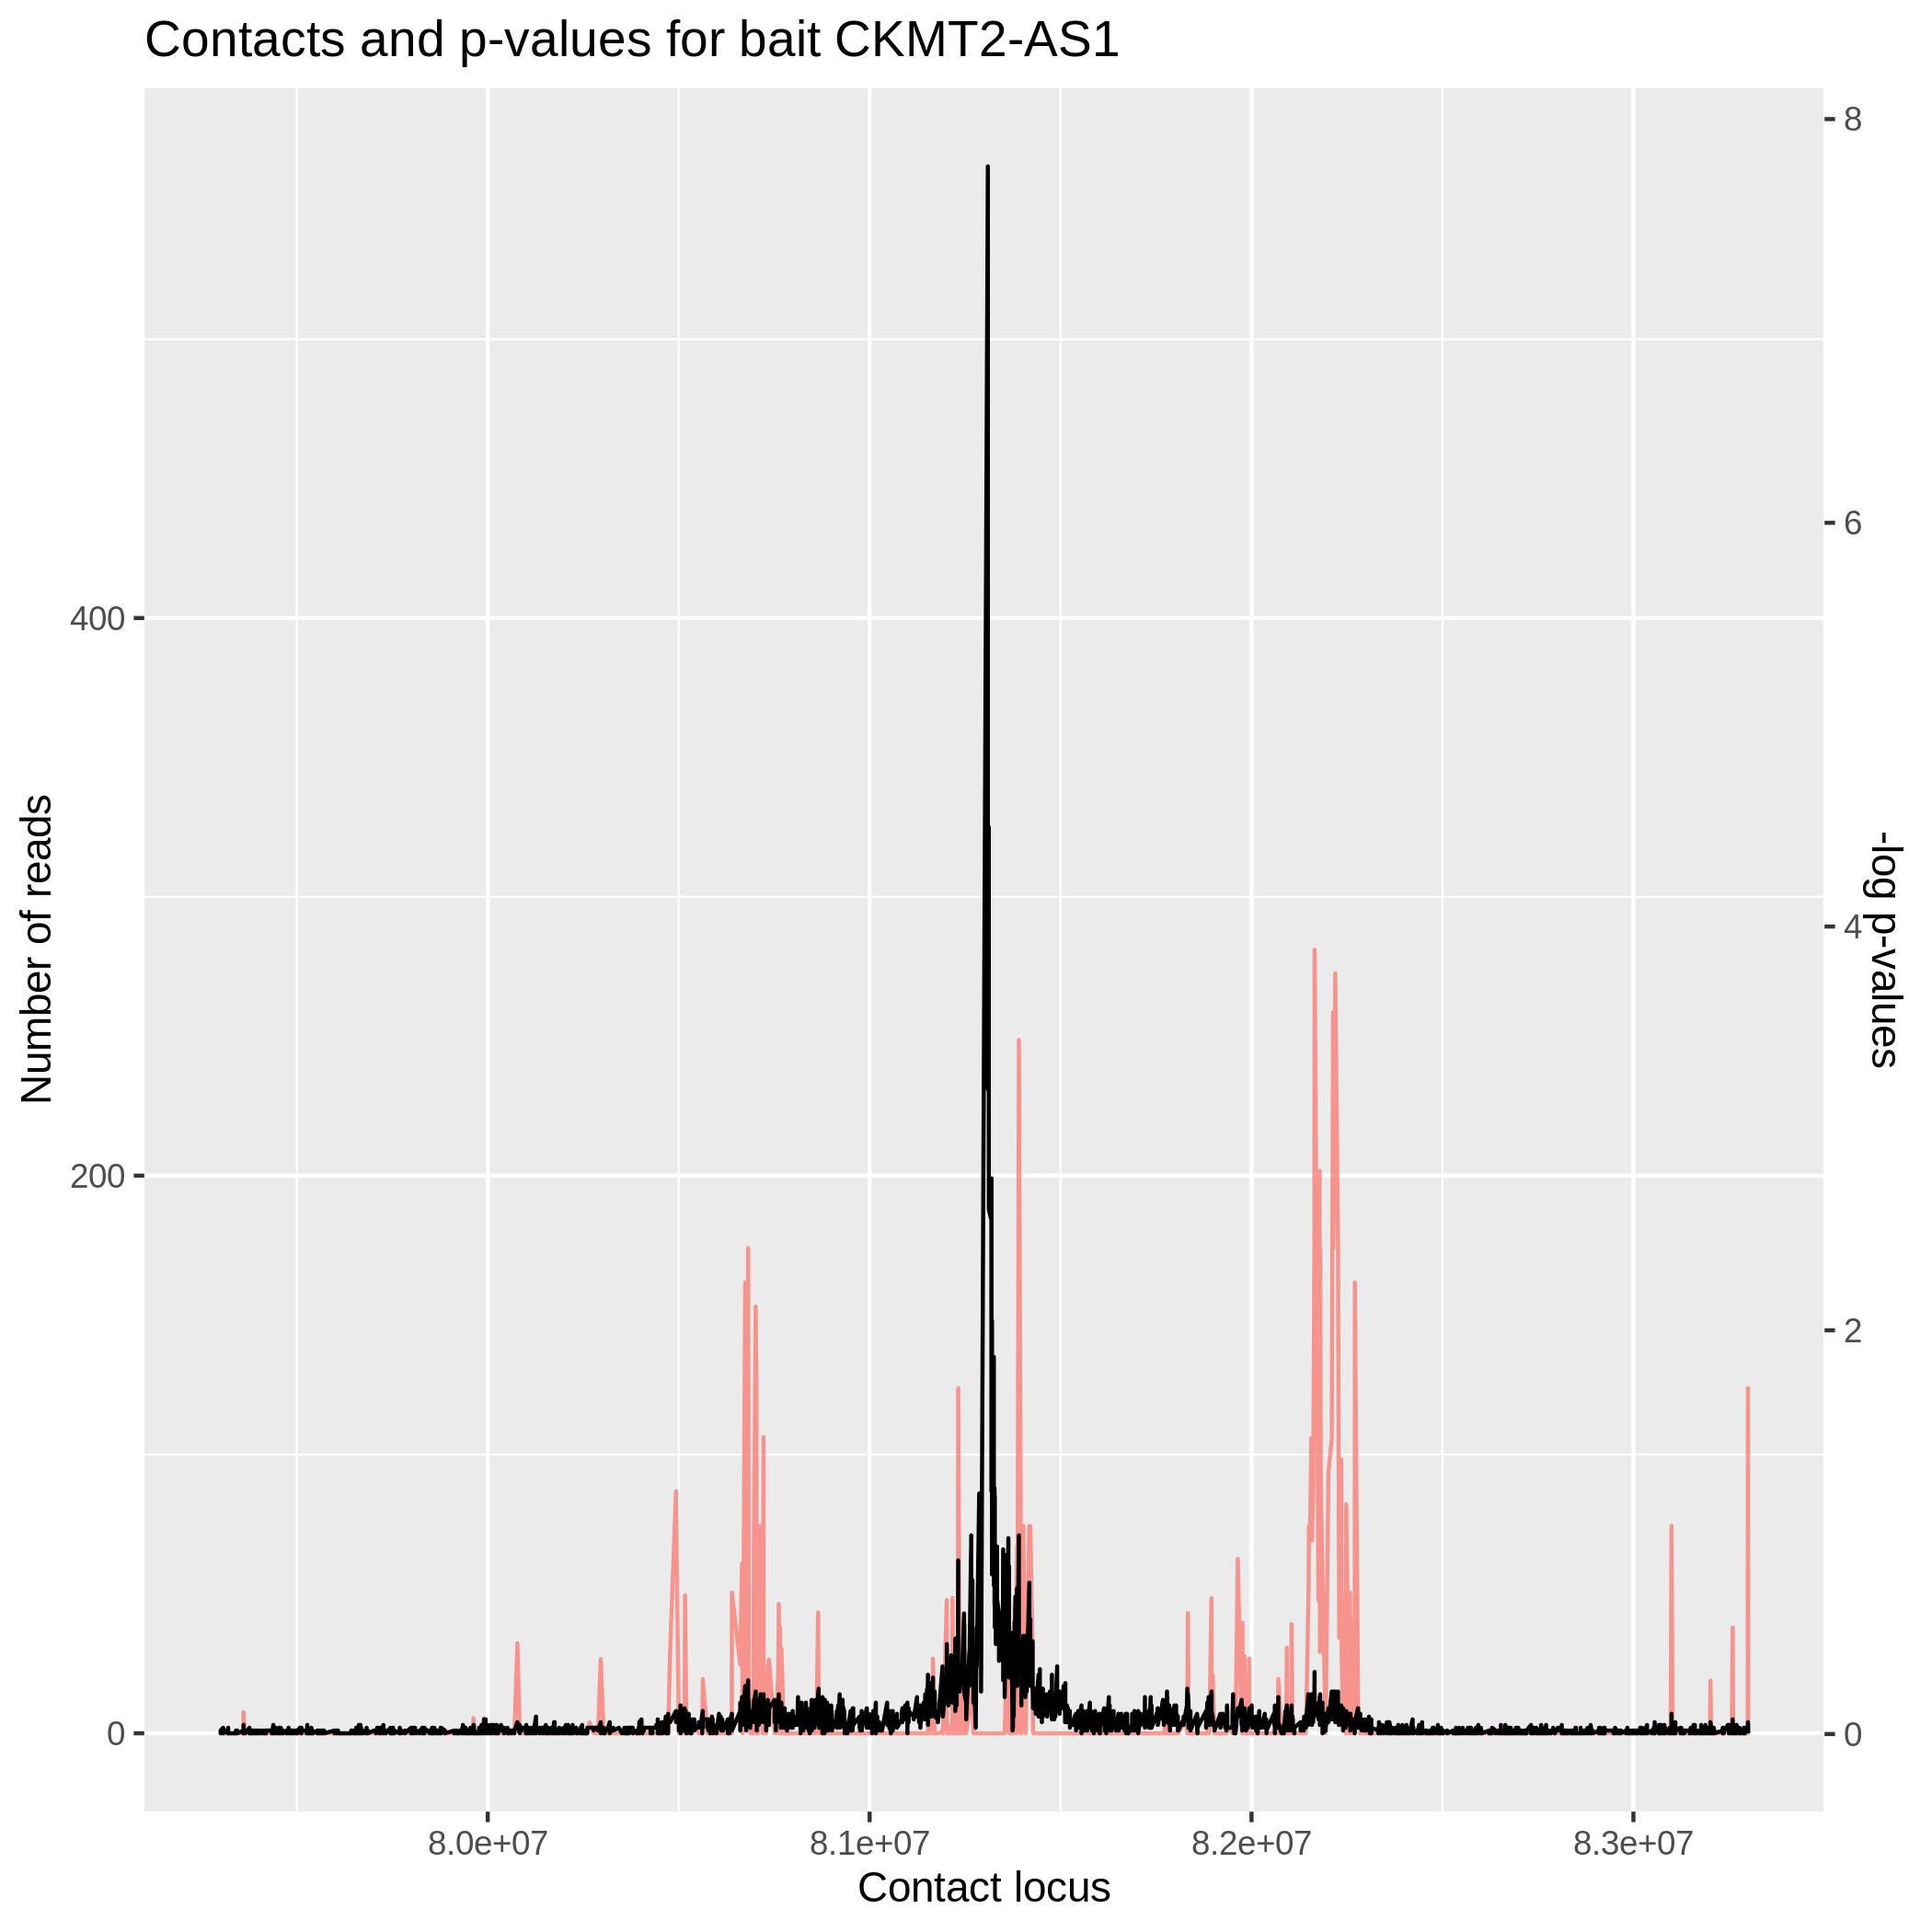 Contacts and p-values for bait CKMT2-AS1
8
6
400
4
200
2
0
0
Number of reads
-log p-values
8.0e+07
8.1e+07
8.2e+07
8.3e+07
Contact locus